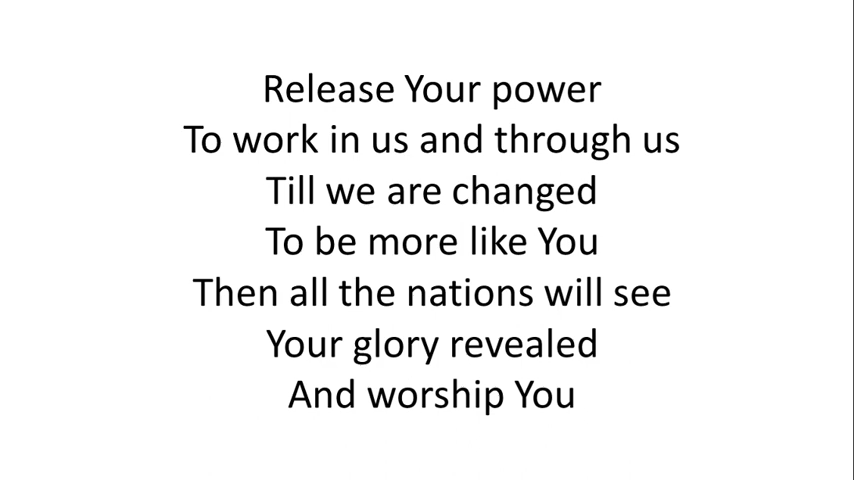 Release Your power
To work in us and through us
Till we are changed
To be more like You
Then all the nations will see
Your glory revealed
And worship You